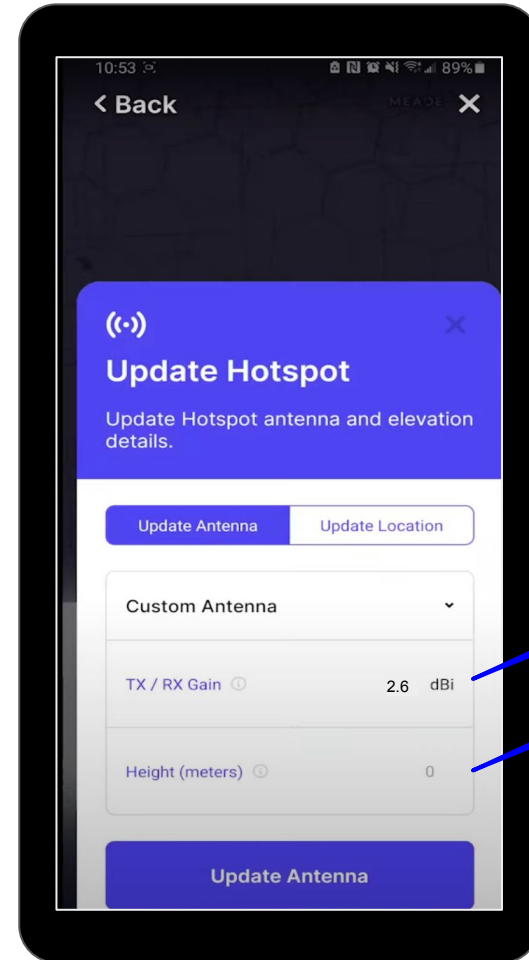 10:53
89%
< Back
MEADE
Update Hotspot
Update Hotspot antenna and elevation
details.
Update Antenna
Update Location
Custom Antenna
TX / RX Gain
2.6 dBi
Height (meters)
0
Update Antenna